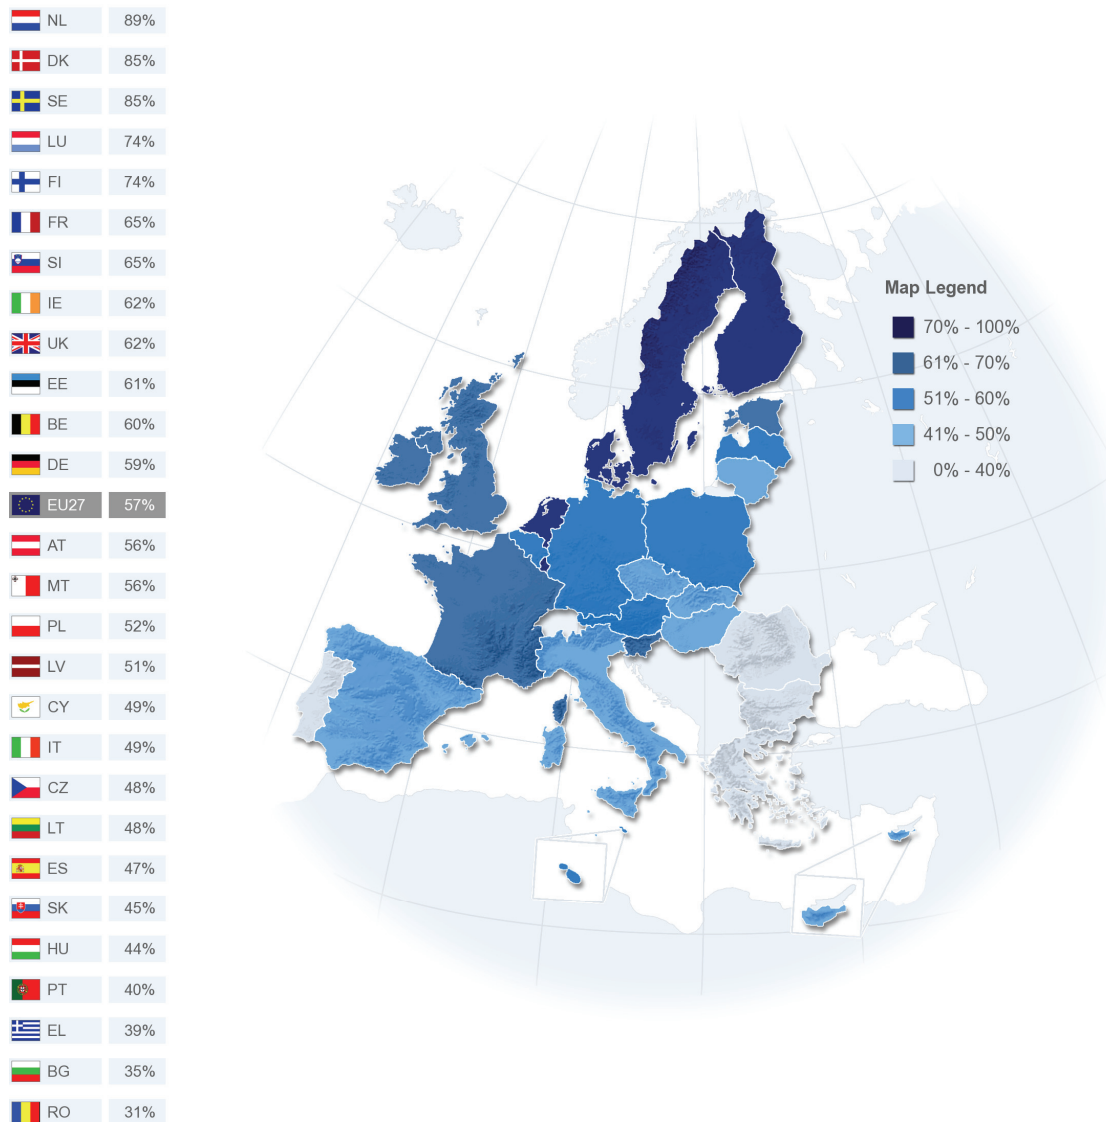 NL 89%
DK 85%
SE 85%
LU 74%
FI 74%
FR 65%
SI 65%
IE 62%
UK 62%
EE 61%
BE 60%
DE 59%
EU27 57%
AT 56%
MT 56%
PL 52%
LV 51%
CY 49%
IT 49%
CZ 48%
LT 48%
ES 47%
SK 45%
HU 44%
PT 40%
EL 39%
BG 35%
RO 31%
Map Legend
70% - 100%
61% - 70%
51% - 60%
41% - 50%
0% - 40%